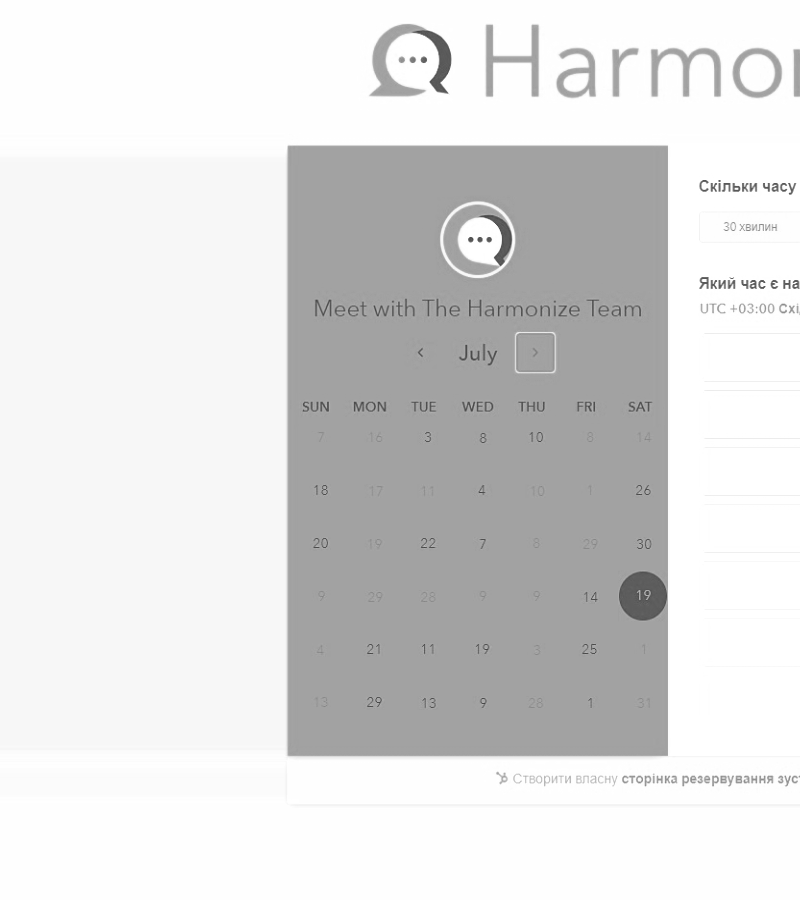 Harmon
Meet with The Harmonize Team
July
SUN MON TUE WED THU FRI SAT
7 16 3 8 10 8 14
18 17 11 4 10 1 26
20 19 22 7 8 29 30
9 29 28 9 9 14 19
4 21 11 19 3 25 1
13 29 13 9 28 1 31
Скільки часу
30 хвилин
Який час є на
UTC +03:00 Схі
Створити власну сторінка резервування зуст